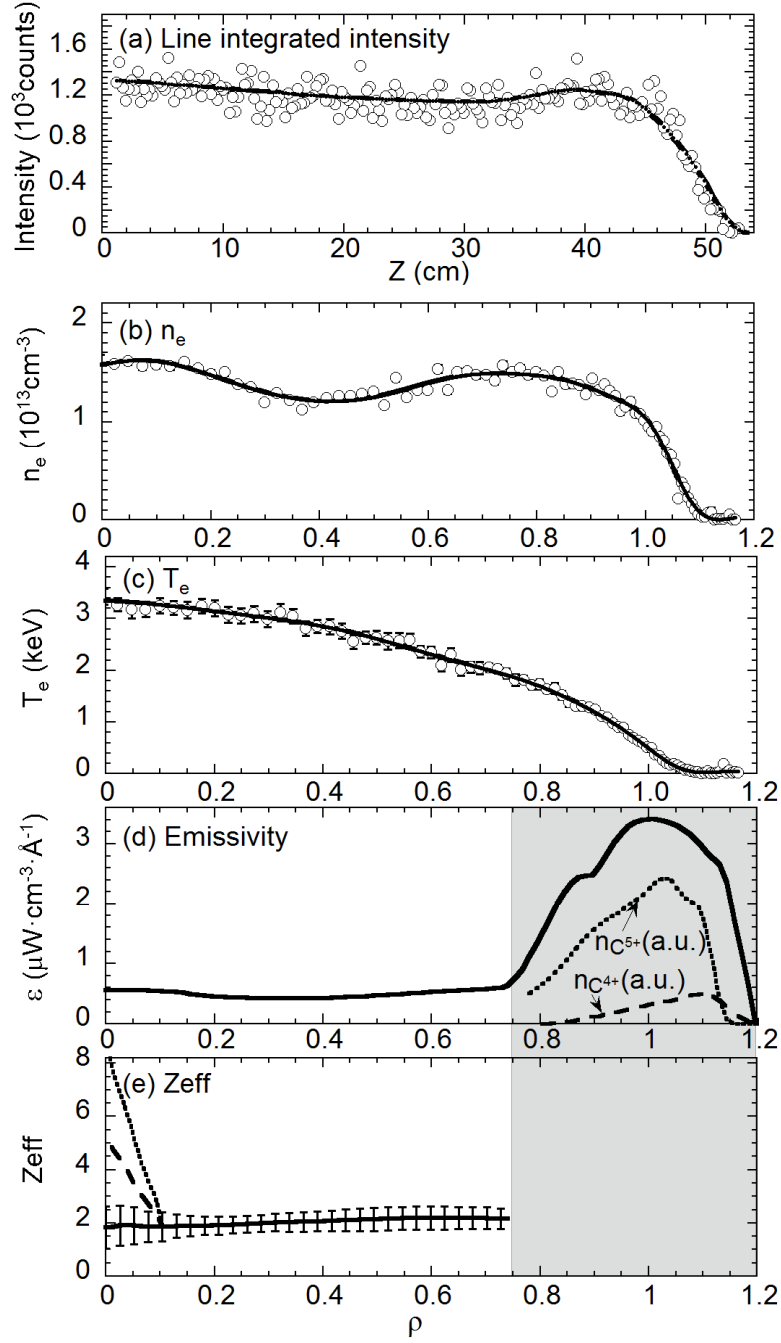 (a) Line integrated intensity
Intensity (10³counts)
1.6
1.2
0.8
0.4
0
0 10 20 30 40 50
Z (cm)
(b) nₑ
nₑ (10¹³cm⁻³)
2
1
0
0 0.2 0.4 0.6 0.8 1.0 1.2
(c) Tₑ
Tₑ (keV)
4
3
2
1
0
0 0.2 0.4 0.6 0.8 1.0 1.2
(d) Emissivity
ε (μW·cm⁻³·Å⁻¹)
3
2
1
0
n_C⁵⁺(a.u.)
n_C⁴⁺(a.u.)
0 0.2 0.4 0.6 0.8 1 1.2
(e) Zeff
Zeff
8
6
4
2
0
0 0.2 0.4 0.6 0.8 1.0 1.2
ρ